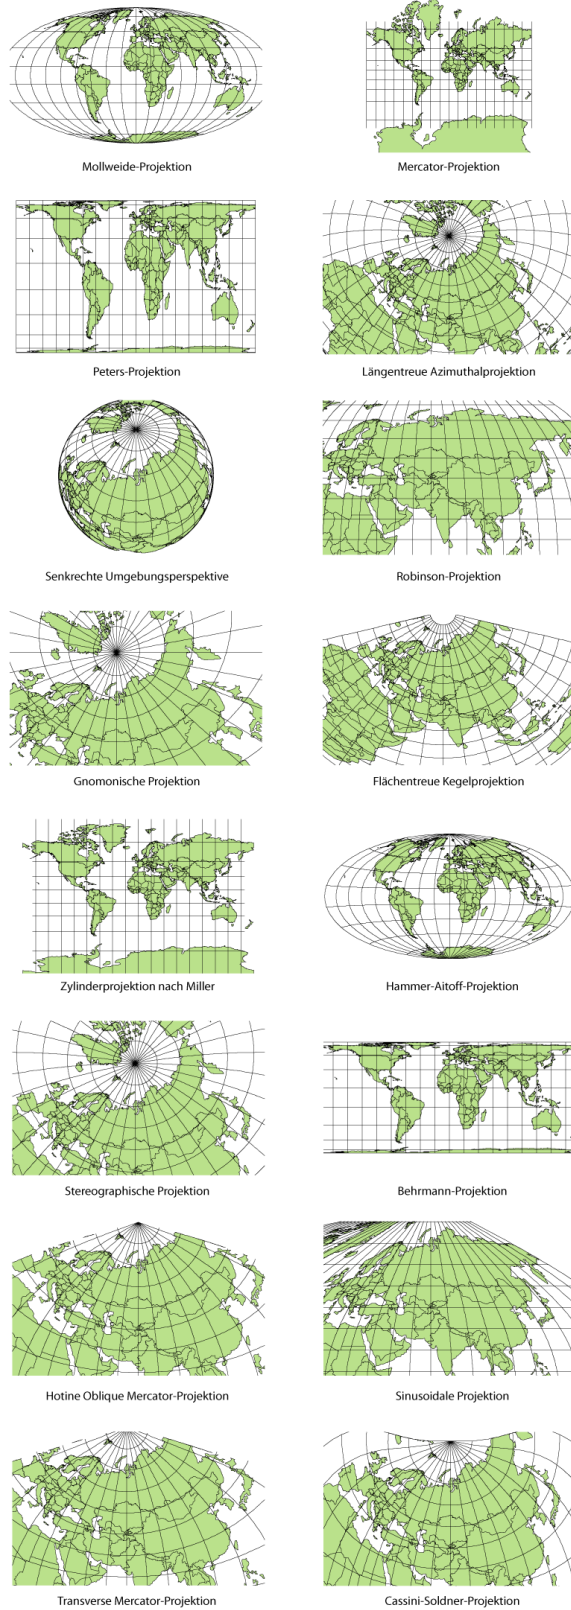 Mollweide-Projektion
Mercator-Projektion
Peters-Projektion
Längentreue Azimuthalprojektion
Senkrechte Umgebungsperspektive
Robinson-Projektion
Gnomonische Projektion
Flächentreue Kegelprojektion
Zylinderprojektion nach Miller
Hammer-Aitoff-Projektion
Stereographische Projektion
Behrmann-Projektion
Hotine Oblique Mercator-Projektion
Sinusoidale Projektion
Transverse Mercator-Projektion
Cassini-Soldner-Projektion